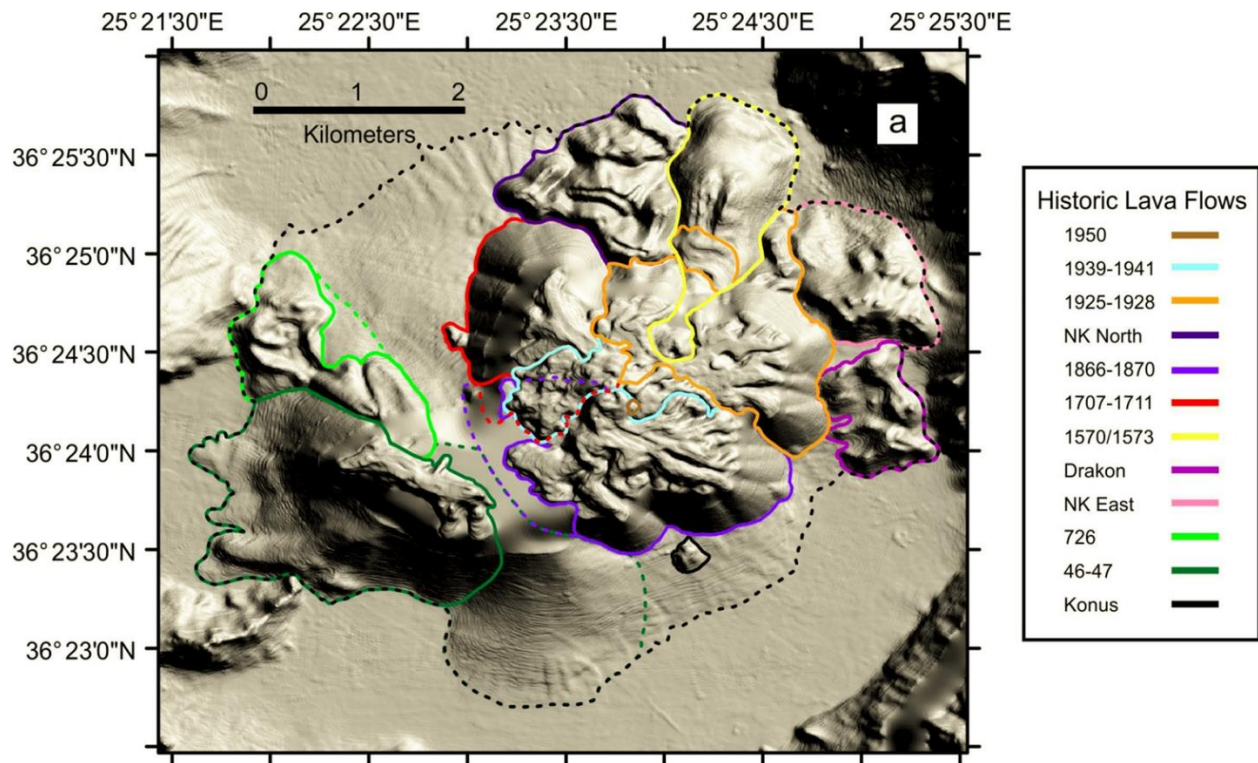 25°21'30"E 25°22'30"E 25°23'30"E 25°24'30"E 25°25'30"E
0 1 2
Kilometers
a
36°25'30"N
36°25'0"N
36°24'30"N
36°24'0"N
36°23'30"N
36°23'0"N
Historic Lava Flows
1950
1939-1941
1925-1928
NK North
1866-1870
1707-1711
1570/1573
Drakon
NK East
726
46-47
Konus